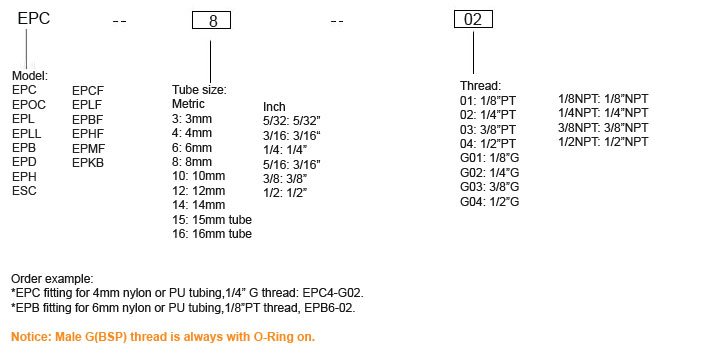 EPC -- 8 -- 02
Model:
EPC
EPOC
EPL
EPLL
EPB
EPD
EPH
ESC
EPCF
EPLF
EPBF
EPHF
EPMF
EPKB
Tube size:
Metric
3: 3mm
4: 4mm
6: 6mm
8: 8mm
10: 10mm
12: 12mm
14: 14mm
15: 15mm tube
16: 16mm tube
Inch
5/32: 5/32”
3/16: 3/16“
1/4: 1/4”
5/16: 3/16”
3/8: 3/8”
1/2: 1/2”
Thread:
01: 1/8”PT
02: 1/4”PT
03: 3/8”PT
04: 1/2”PT
G01: 1/8”G
G02: 1/4”G
G03: 3/8”G
G04: 1/2”G
1/8NPT: 1/8”NPT
1/4NPT: 1/4”NPT
3/8NPT: 3/8”NPT
1/2NPT: 1/2”NPT
Order example:
*EPC fitting for 4mm nylon or PU tubing,1/4” G thread: EPC4-G02.
*EPB fitting for 6mm nylon or PU tubing,1/8”PT thread, EPB6-02.
Notice: Male G(BSP) thread is always with O-Ring on.